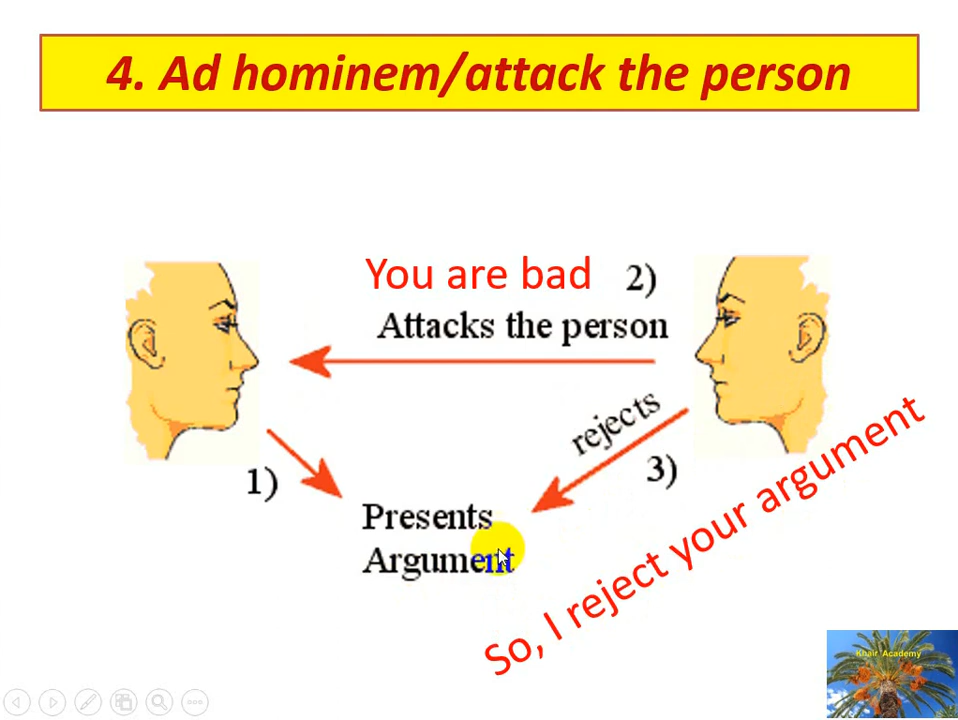 4. Ad hominem/attack the person
You are bad
2)
Attacks the person
rejects
1)
3)
Presents
Argument
So, I reject your argument
Khair Academy